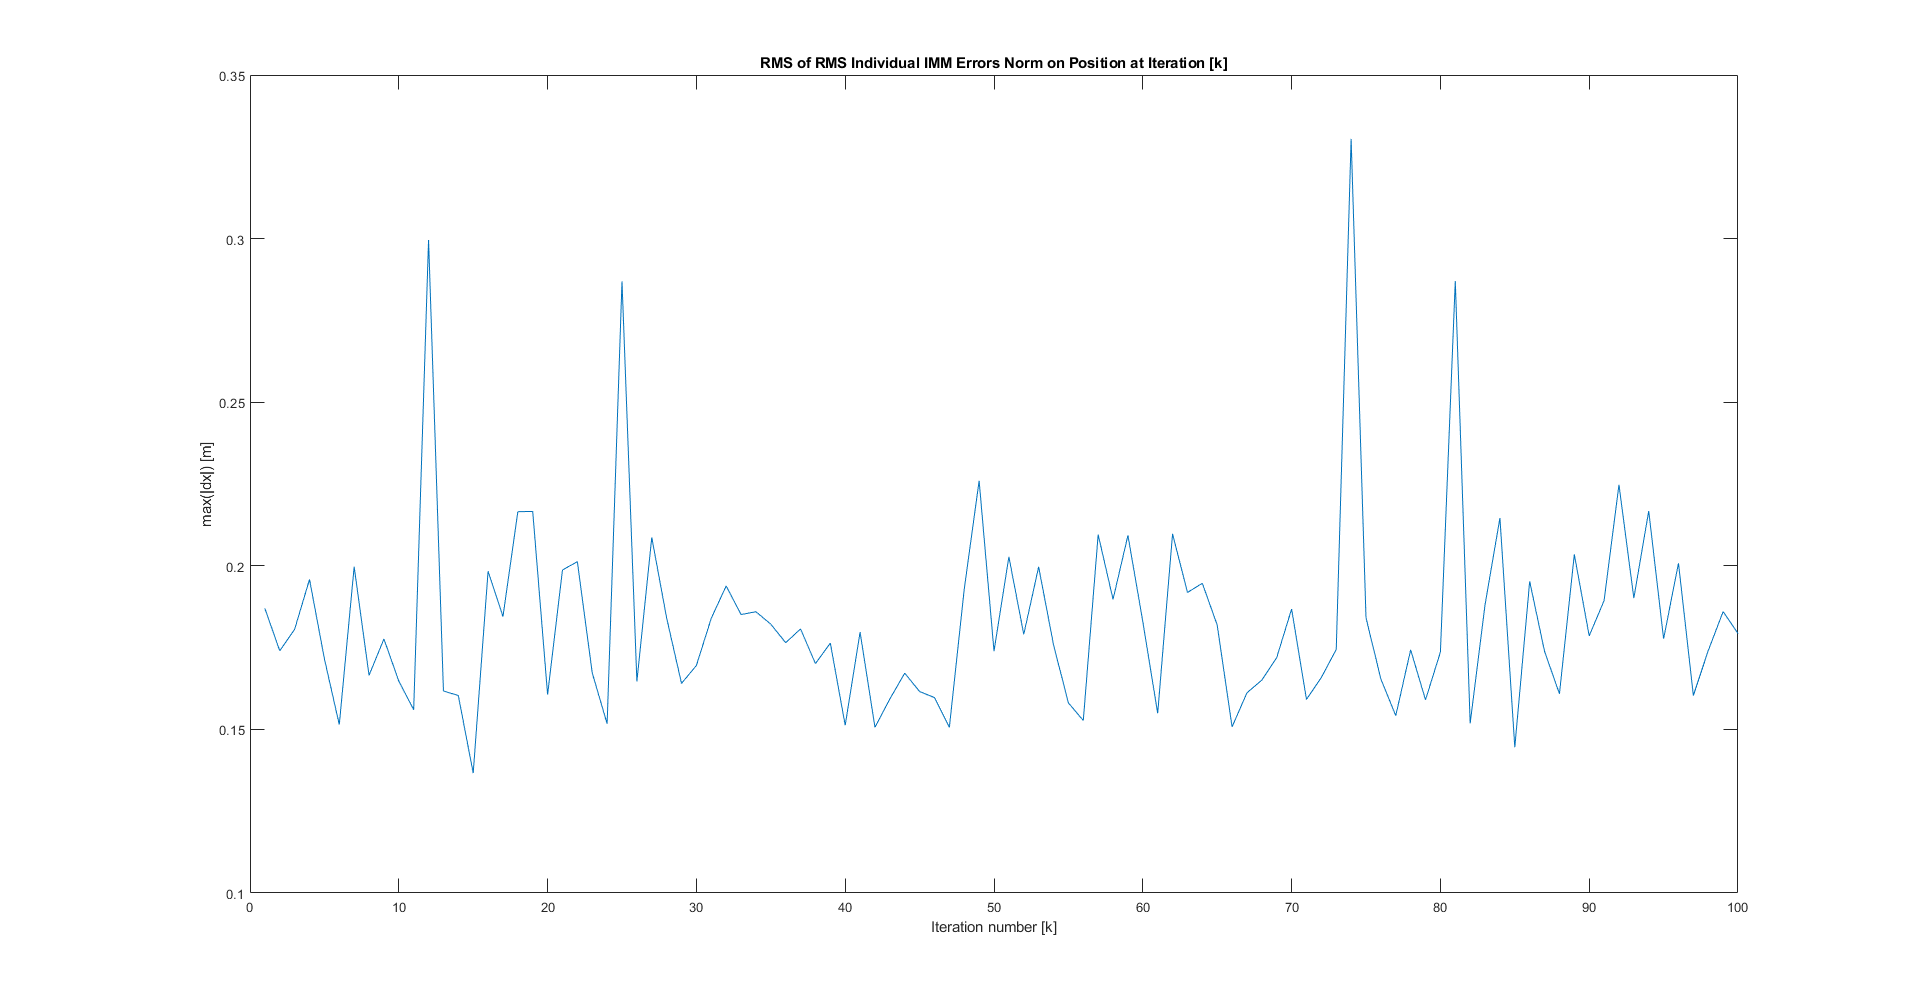 RMS of RMS Individual IMM Errors Norm on Position at Iteration [k]
max(|dx|) [m]
0.35
0.3
0.25
0.2
0.15
0.1
0 10 20 30 40 50 60 70 80 90 100
Iteration number [k]